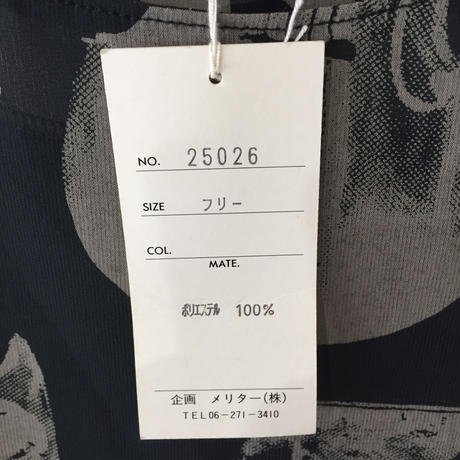 NO. 25026
SIZE フリー
COL.
MATE.
ポリエステル 100%
企画 メリター(株)
TEL06-271-3410